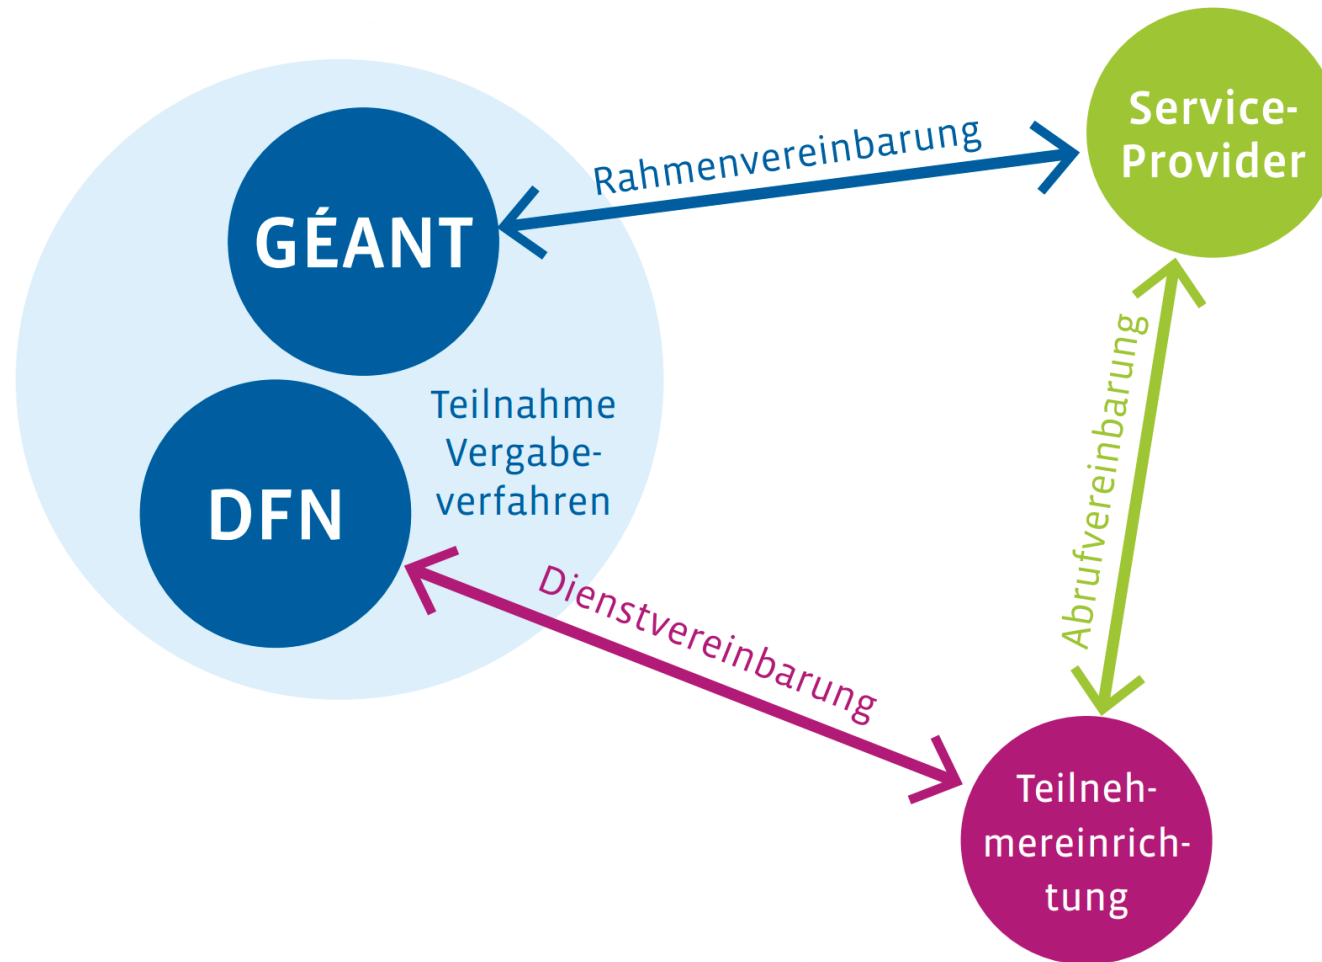 Service-
Provider
Rahmenvereinbarung
GÉANT
Teilnahme
Vergabe-
verfahren
DFN
Abrufvereinbarung
Dienstvereinbarung
Teilneh-
mereinrich-
tung